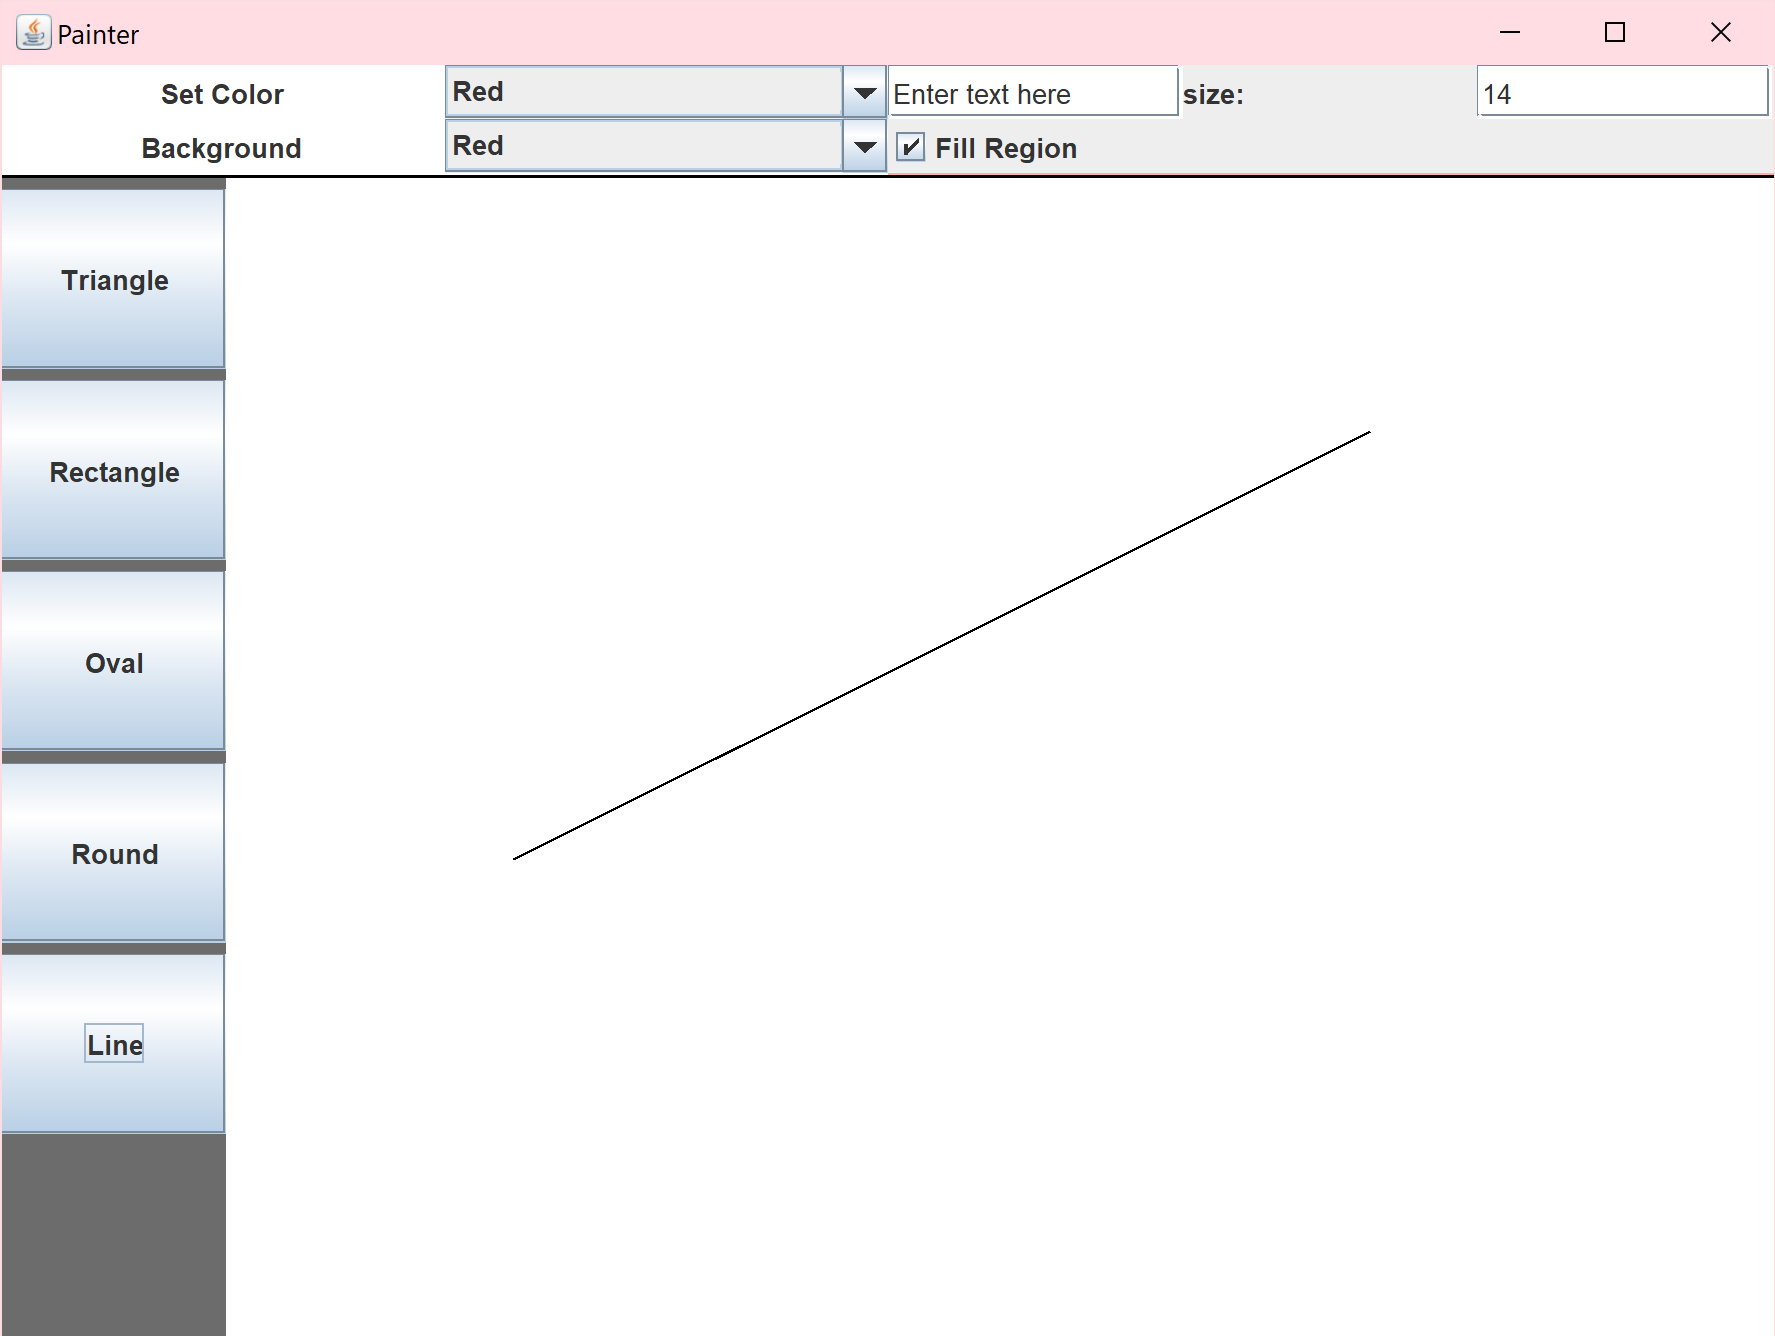 Painter
Set Color Red Enter text here size: 14
Background Red Fill Region
Triangle
Rectangle
Oval
Round
Line